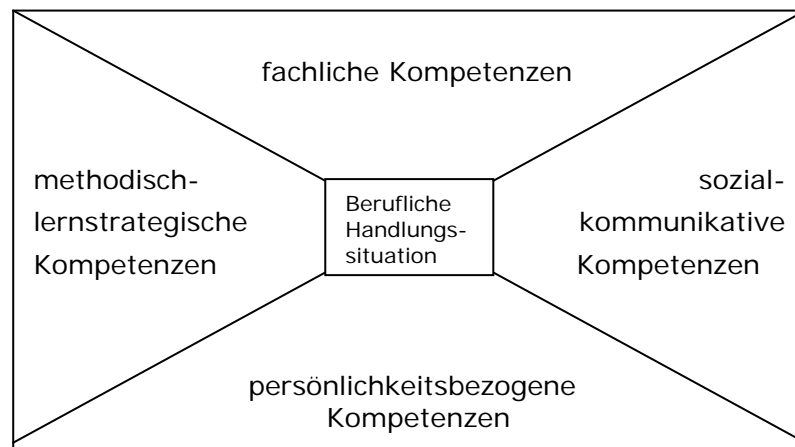 fachliche Kompetenzen
methodisch-
lernstrategische
Kompetenzen
Berufliche
Handlungs-
situation
sozial-
kommunikative
Kompetenzen
persönlichkeitsbezogene
Kompetenzen